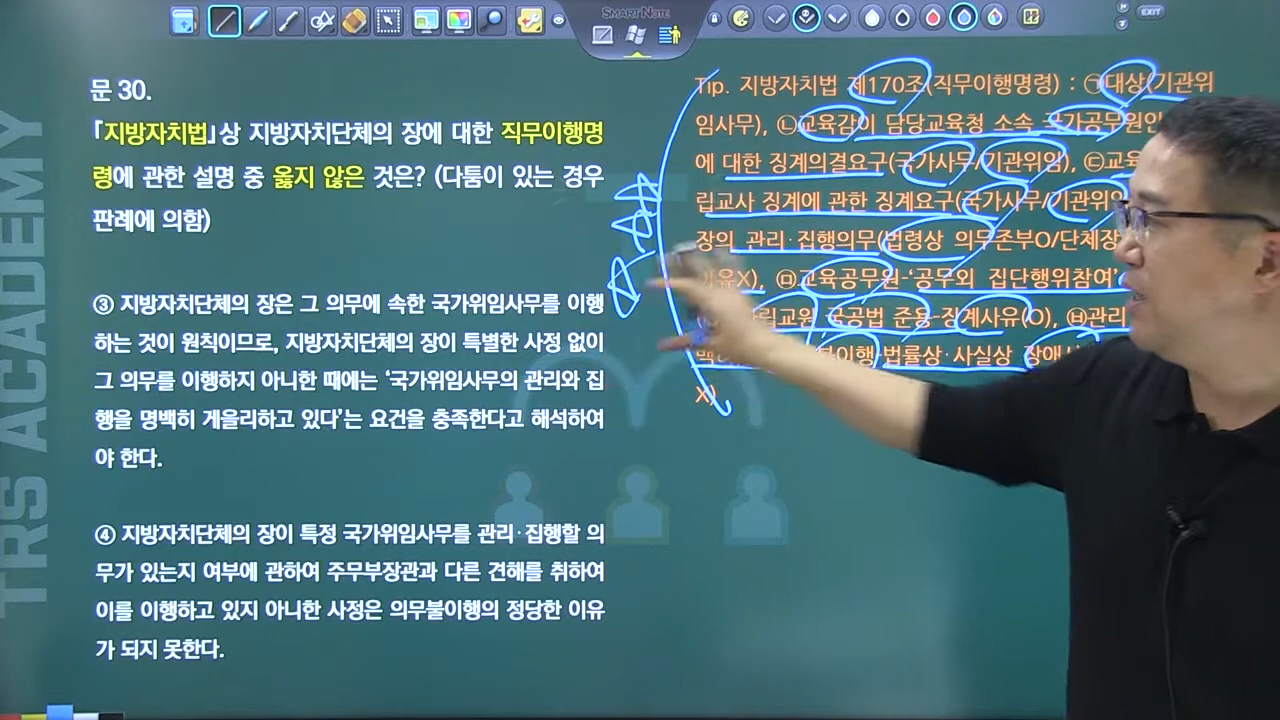 SMARTNOTE
EXIT
TRS ACADEMY
문 30.
「지방자치법」상 지방자치단체의 장에 대한 직무이행명
령에 관한 설명 중 옳지 않은 것은? (다툼이 있는 경우
판례에 의함)
③ 지방자치단체의 장은 그 의무에 속한 국가위임사무를 이행
하는 것이 원칙이므로, 지방자치단체의 장이 특별한 사정 없이
그 의무를 이행하지 아니한 때에는 ‘국가위임사무의 관리와 집
행을 명백히 게을리하고 있다’는 요건을 충족한다고 해석하여
야 한다.
④ 지방자치단체의 장이 특정 국가위임사무를 관리·집행할 의
무가 있는지 여부에 관하여 주무부장관과 다른 견해를 취하여
이를 이행하고 있지 아니한 사정은 의무불이행의 정당한 이유
가 되지 못한다.
Tip. 지방자치법 제170조(직무이행명령) : ㉠대상(기관위
임사무), ㉡교육감이 담당교육청 소속 국가공무원인
에 대한 징계의결요구(국가사무/기관위임), ㉢교육
립교사 징계에 관한 징계요구(국가사무/기관위임
장의 관리·집행의무(법령상 의무존부O/단체장
이유X), ㉤교육공무원-‘공무외 집단행위참여’
국공법 준용-징계사유(O), ㉥관리
법률상·사실상 장애
X)